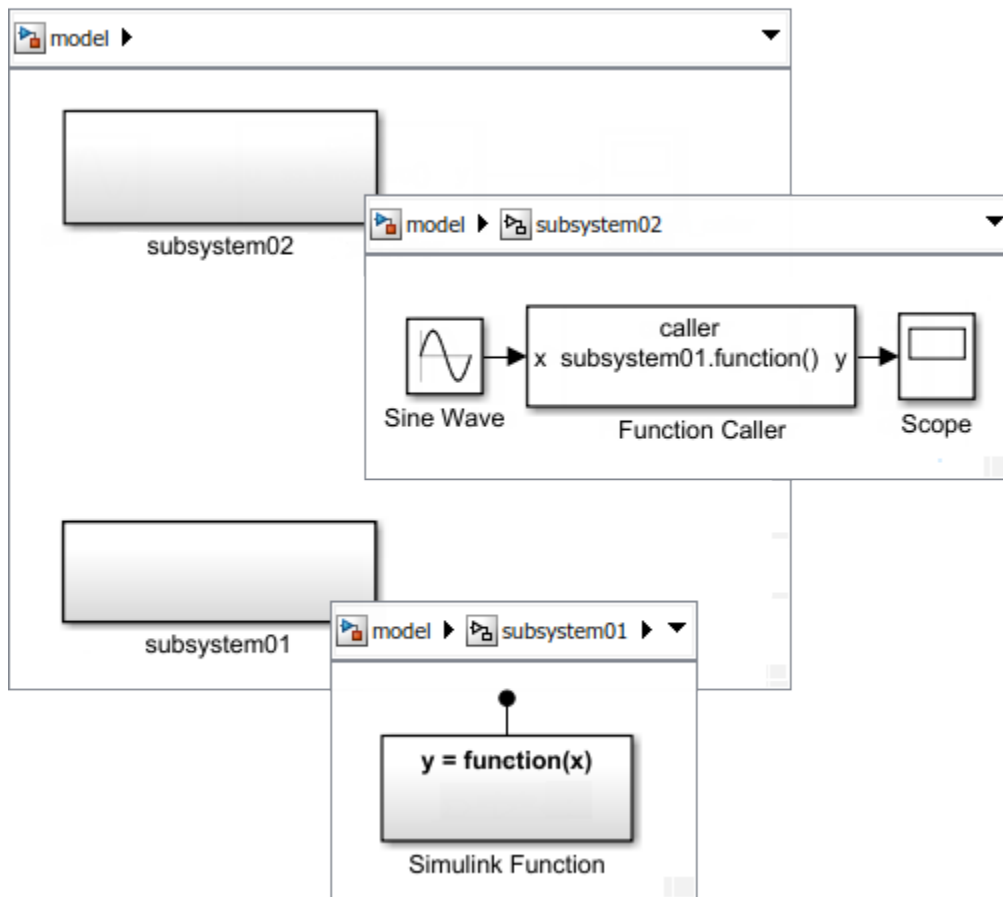 model
subsystem02
model subsystem02
caller
x subsystem01.function() y
Sine Wave
Function Caller
Scope
subsystem01
model subsystem01
y = function(x)
Simulink Function